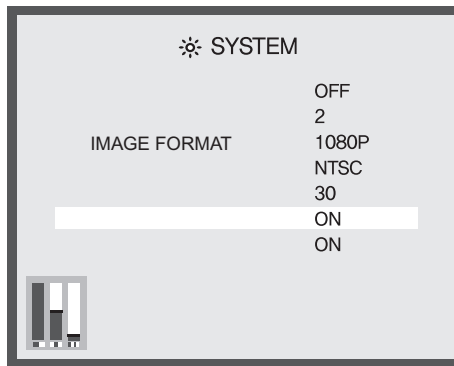 SYSTEM
OFF
2
IMAGE FORMAT 1080P
NTSC
30
ON
ON